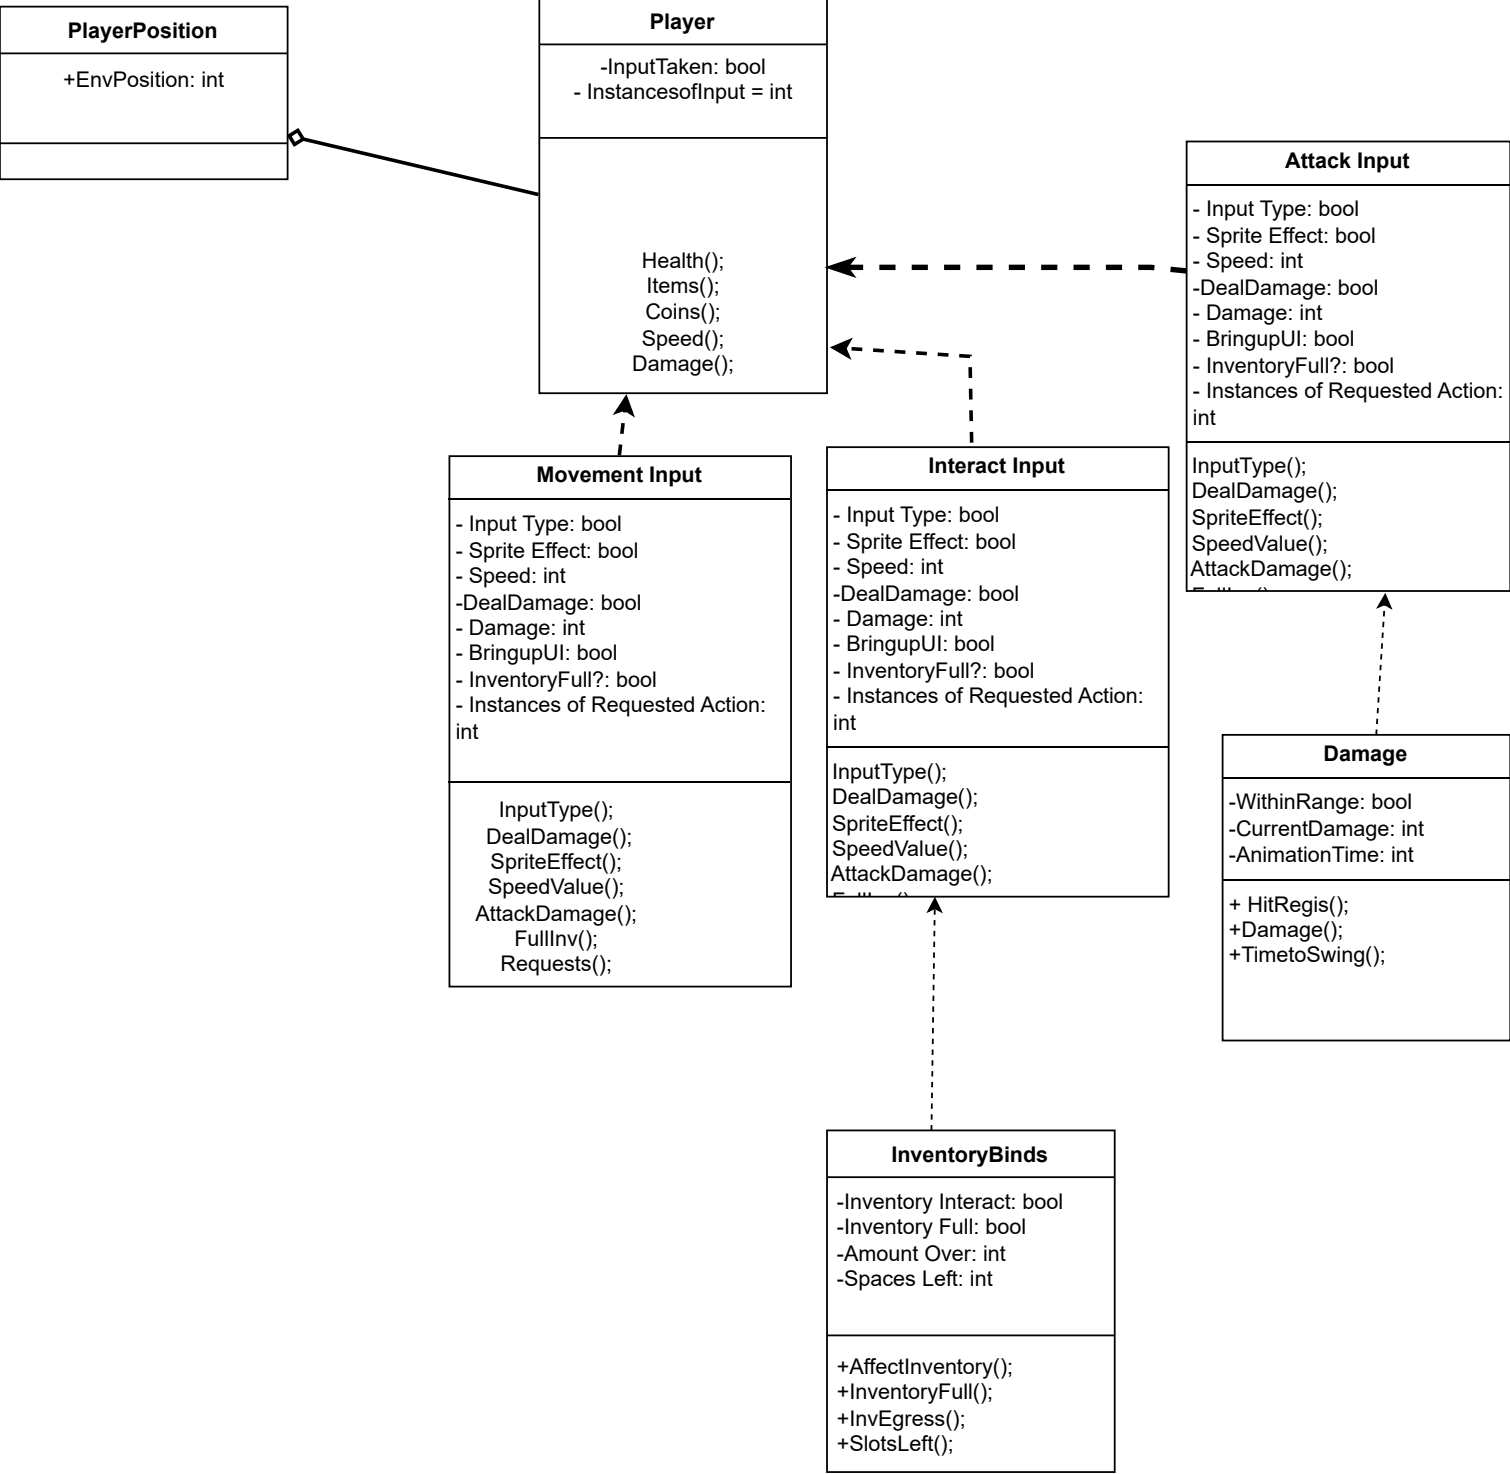 PlayerPosition
+EnvPosition: int
Player
-InputTaken: bool
- InstancesofInput = int
Health();
Items();
Coins();
Speed();
Damage();
Attack Input
- Input Type: bool
- Sprite Effect: bool
- Speed: int
-DealDamage: bool
- Damage: int
- BringupUI: bool
- InventoryFull?: bool
- Instances of Requested Action:
int
InputType();
DealDamage();
SpriteEffect();
SpeedValue();
AttackDamage();
Movement Input
- Input Type: bool
- Sprite Effect: bool
- Speed: int
-DealDamage: bool
- Damage: int
- BringupUI: bool
- InventoryFull?: bool
- Instances of Requested Action:
int
InputType();
DealDamage();
SpriteEffect();
SpeedValue();
AttackDamage();
FullInv();
Requests();
Interact Input
- Input Type: bool
- Sprite Effect: bool
- Speed: int
-DealDamage: bool
- Damage: int
- BringupUI: bool
- InventoryFull?: bool
- Instances of Requested Action:
int
InputType();
DealDamage();
SpriteEffect();
SpeedValue();
AttackDamage();
Damage
-WithinRange: bool
-CurrentDamage: int
-AnimationTime: int
+ HitRegis();
+Damage();
+TimetoSwing();
InventoryBinds
-Inventory Interact: bool
-Inventory Full: bool
-Amount Over: int
-Spaces Left: int
+AffectInventory();
+InventoryFull();
+InvEgress();
+SlotsLeft();